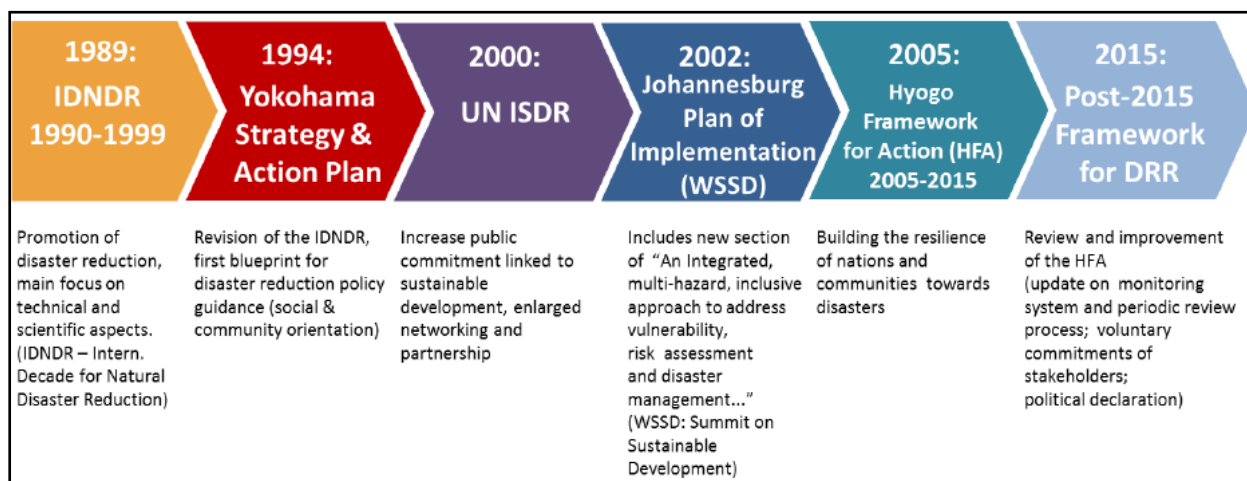 1989:
IDNDR
1990-1999
1994:
Yokohama
Strategy &
Action Plan
2000:
UN ISDR
2002:
Johannesburg
Plan of
Implementation
(WSSD)
2005:
Hyogo
Framework
for Action (HFA)
2005-2015
2015:
Post-2015
Framework
for DRR
Promotion of
disaster reduction,
main focus on
technical and
scientific aspects.
(IDNDR – Intern.
Decade for Natural
Disaster Reduction)
Revision of the IDNDR,
first blueprint for
disaster reduction policy
guidance (social &
community orientation)
Increase public
commitment linked to
sustainable
development, enlarged
networking and
partnership
Includes new section
of “An Integrated,
multi-hazard, inclusive
approach to address
vulnerability,
risk assessment
and disaster
management...”
(WSSD: Summit on
Sustainable
Development)
Building the resilience
of nations and
communities towards
disasters
Review and improvement
of the HFA
(update on monitoring
system and periodic review
process; voluntary
commitments of
stakeholders;
political declaration)